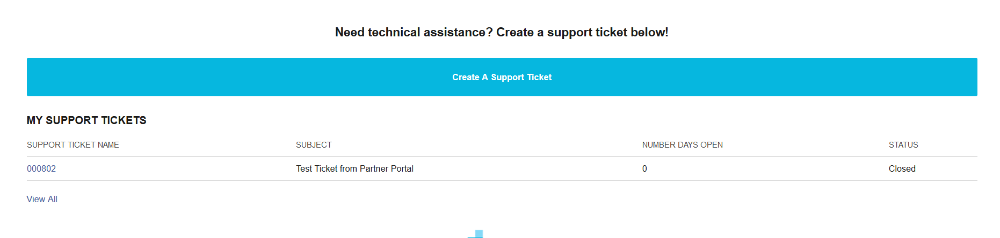 Need technical assistance? Create a support ticket below!
Create A Support Ticket
MY SUPPORT TICKETS
SUPPORT TICKET NAME SUBJECT NUMBER DAYS OPEN STATUS
000802 Test Ticket from Partner Portal 0 Closed
View All